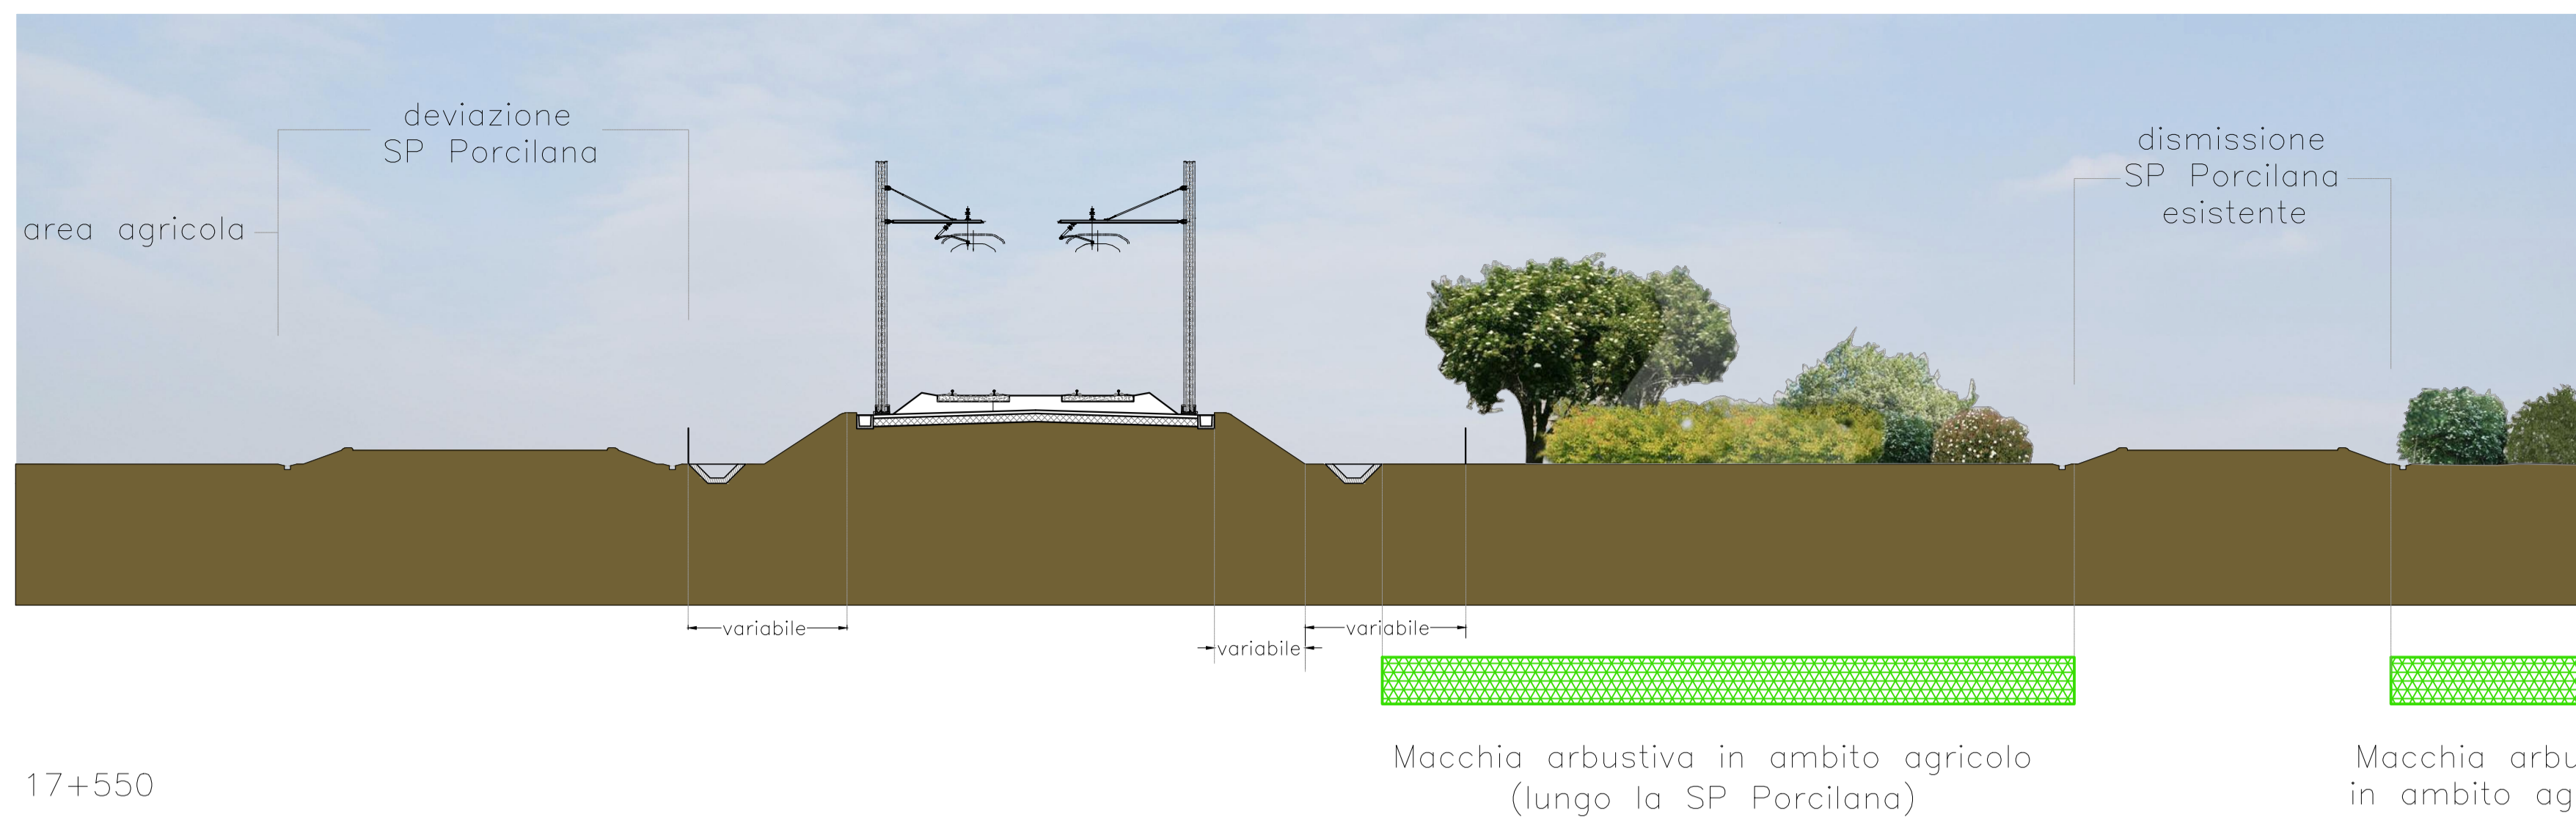 deviazione
SP Porcilana
area agricola
dismissione
SP Porcilana
esistente
variabile
variabile
variabile
Macchia arbustiva in ambito agricolo
(lungo la SP Porcilana)
Macchia arbu
in ambito ag
17+550